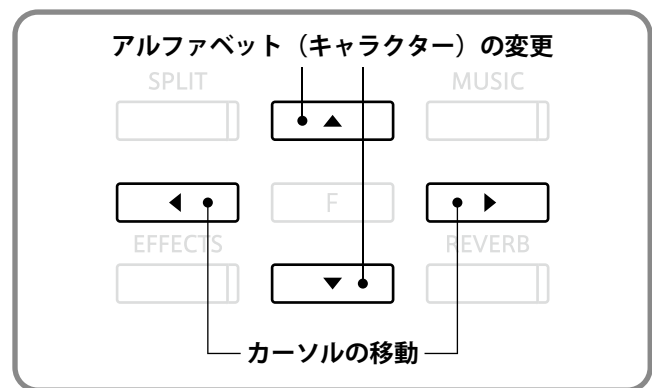 アルファベット（キャラクター）の変更
SPLIT
MUSIC
F
EFFECTS
REVERB
カーソルの移動